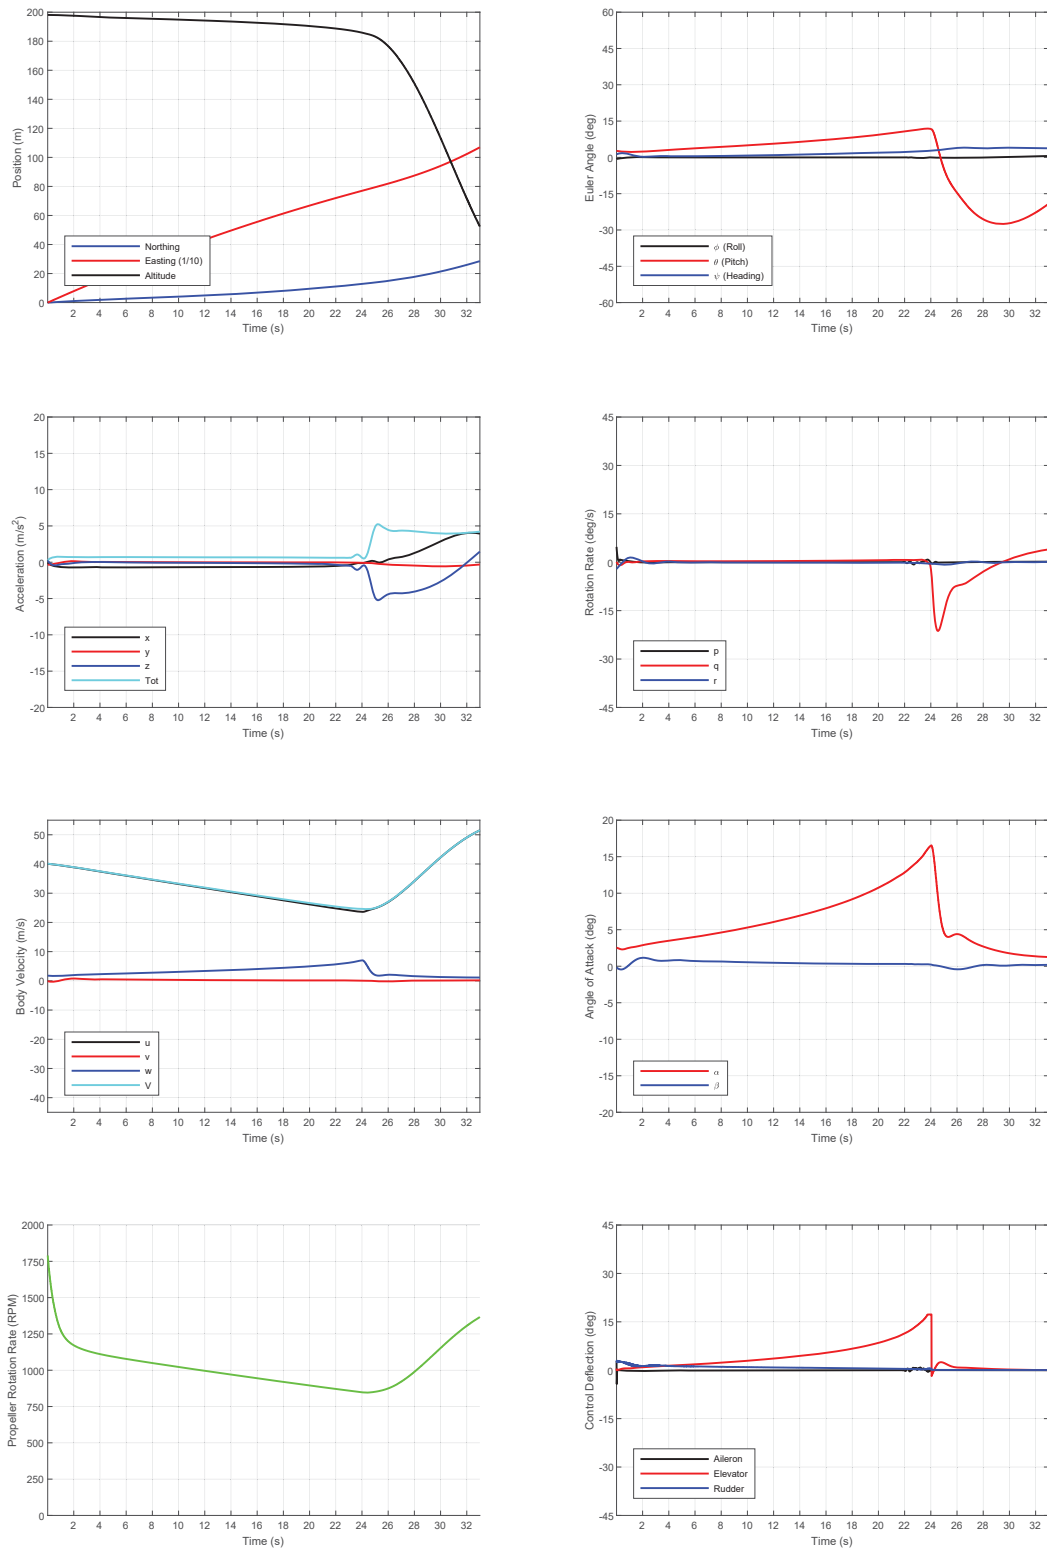 200
180
160
140
120
100
80
60
40
20
0
Position (m)
Northing
Easting (1/10)
Altitude
2 4 6 8 10 12 14 16 18 20 22 24 26 28 30 32
Time (s)
60
45
30
15
0
-15
-30
-45
-60
Euler Angle (deg)
ϕ (Roll)
θ (Pitch)
ψ (Heading)
2 4 6 8 10 12 14 16 18 20 22 24 26 28 30 32
Time (s)
20
15
10
5
0
-5
-10
-15
-20
Acceleration (m/s²)
x
y
z
Tot
2 4 6 8 10 12 14 16 18 20 22 24 26 28 30 32
Time (s)
45
30
15
0
-15
-30
-45
Rotation Rate (deg/s)
p
q
r
2 4 6 8 10 12 14 16 18 20 22 24 26 28 30 32
Time (s)
50
40
30
20
10
0
-10
-20
-30
-40
Body Velocity (m/s)
u
v
w
V
2 4 6 8 10 12 14 16 18 20 22 24 26 28 30 32
Time (s)
20
15
10
5
0
-5
-10
-15
-20
Angle of Attack (deg)
α
β
2 4 6 8 10 12 14 16 18 20 22 24 26 28 30 32
Time (s)
2000
1750
1500
1250
1000
750
500
250
0
Propeller Rotation Rate (RPM)
2 4 6 8 10 12 14 16 18 20 22 24 26 28 30 32
Time (s)
45
30
15
0
-15
-30
-45
Control Deflection (deg)
Aileron
Elevator
Rudder
2 4 6 8 10 12 14 16 18 20 22 24 26 28 30 32
Time (s)